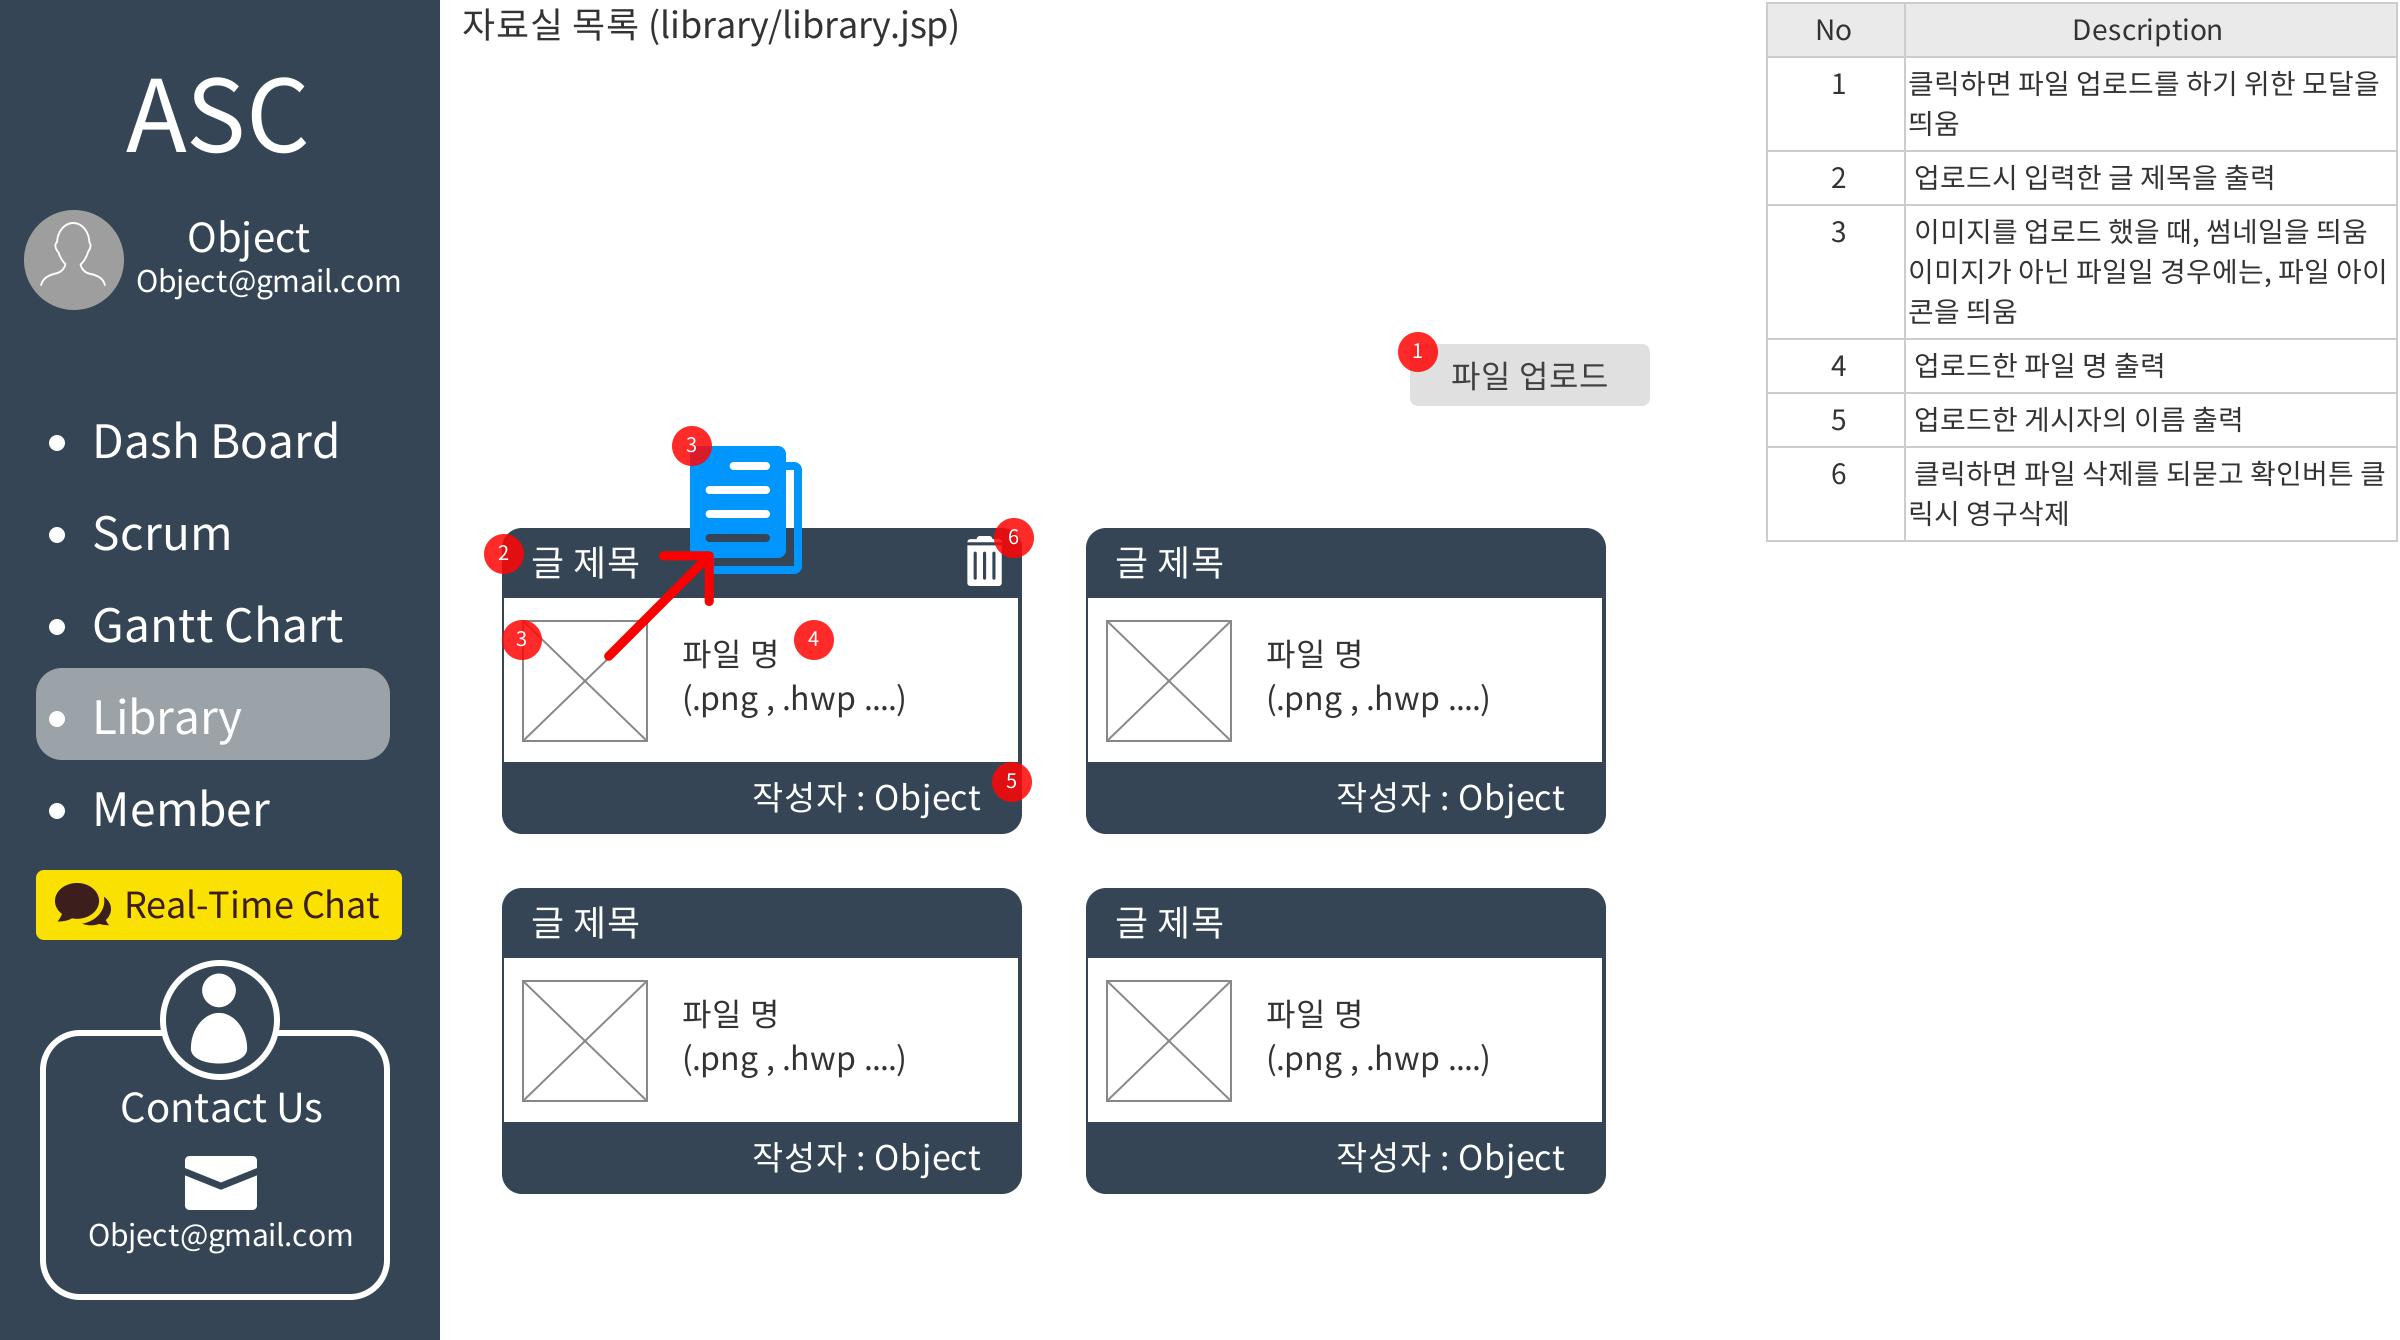 자료실 목록 (library/library.jsp)
ASC
Object
Object@gmail.com
Dash Board
Scrum
Gantt Chart
Library
Member
Real-Time Chat
Contact Us
Object@gmail.com
1
파일 업로드
3
2
글 제목
6
3
파일 명
4
(.png , .hwp ....)
작성자 : Object
5
글 제목
파일 명
(.png , .hwp ....)
작성자 : Object
글 제목
파일 명
(.png , .hwp ....)
작성자 : Object
글 제목
파일 명
(.png , .hwp ....)
작성자 : Object
No Description
1 클릭하면 파일 업로드를 하기 위한 모달을
띄움
2 업로드시 입력한 글 제목을 출력
3 이미지를 업로드 했을 때, 썸네일을 띄움
이미지가 아닌 파일일 경우에는, 파일 아이
콘을 띄움
4 업로드한 파일 명 출력
5 업로드한 게시자의 이름 출력
6 클릭하면 파일 삭제를 되묻고 확인버튼 클
릭시 영구삭제